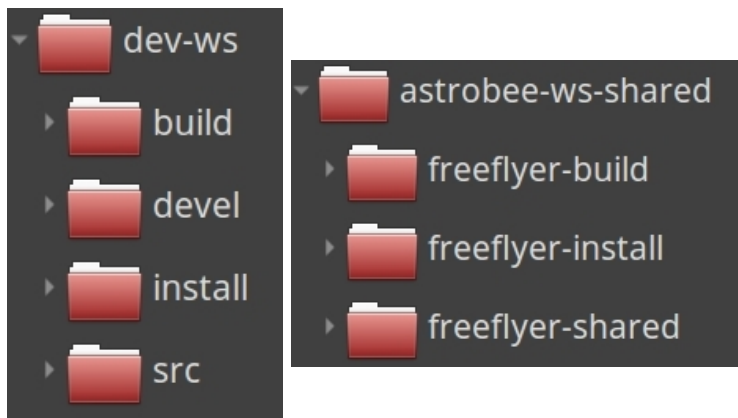 dev-ws
build
devel
install
src
astrobee-ws-shared
freeflyer-build
freeflyer-install
freeflyer-shared